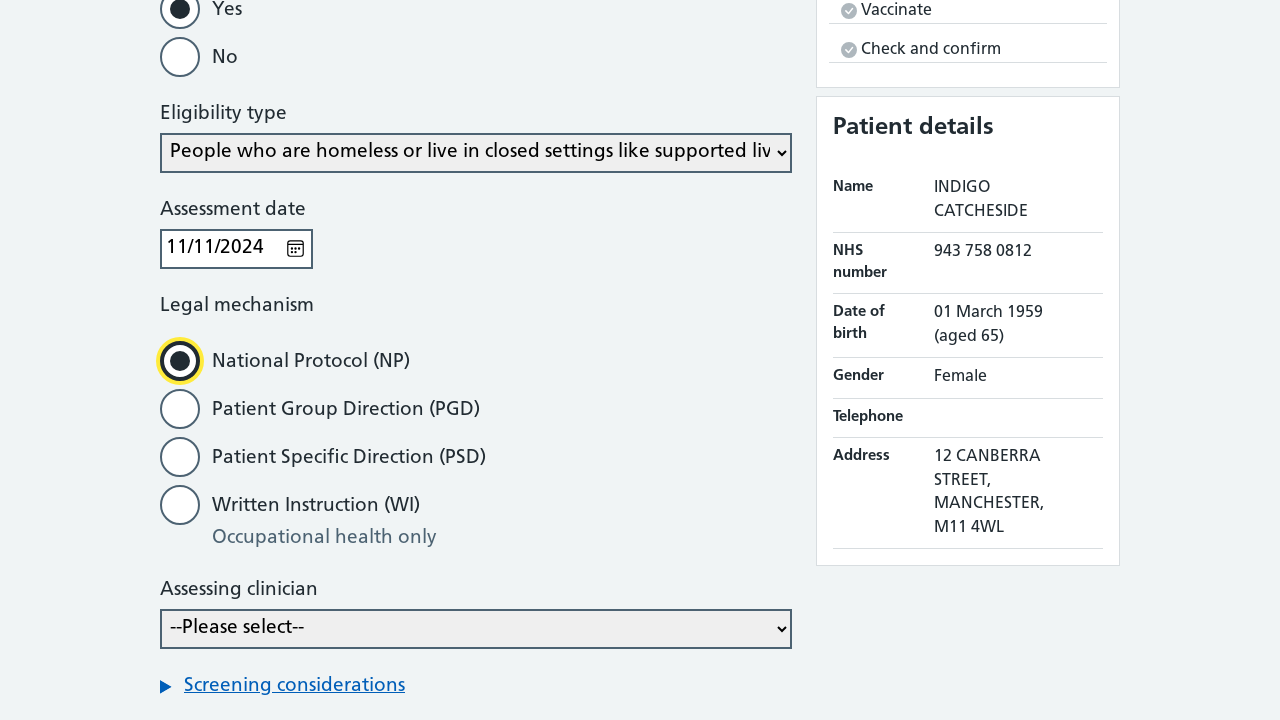 Yes
No
Eligibility type
People who are homeless or live in closed settings like supported liv
Assessment date
11/11/2024
Legal mechanism
National Protocol (NP)
Patient Group Direction (PGD)
Patient Specific Direction (PSD)
Written Instruction (WI)
Occupational health only
Assessing clinician
--Please select--
Screening considerations
Vaccinate
Check and confirm
Patient details
Name INDIGO
CATCHESIDE
NHS 943 758 0812
number
Date of 01 March 1959
birth (aged 65)
Gender Female
Telephone
Address 12 CANBERRA
STREET,
MANCHESTER,
M11 4WL